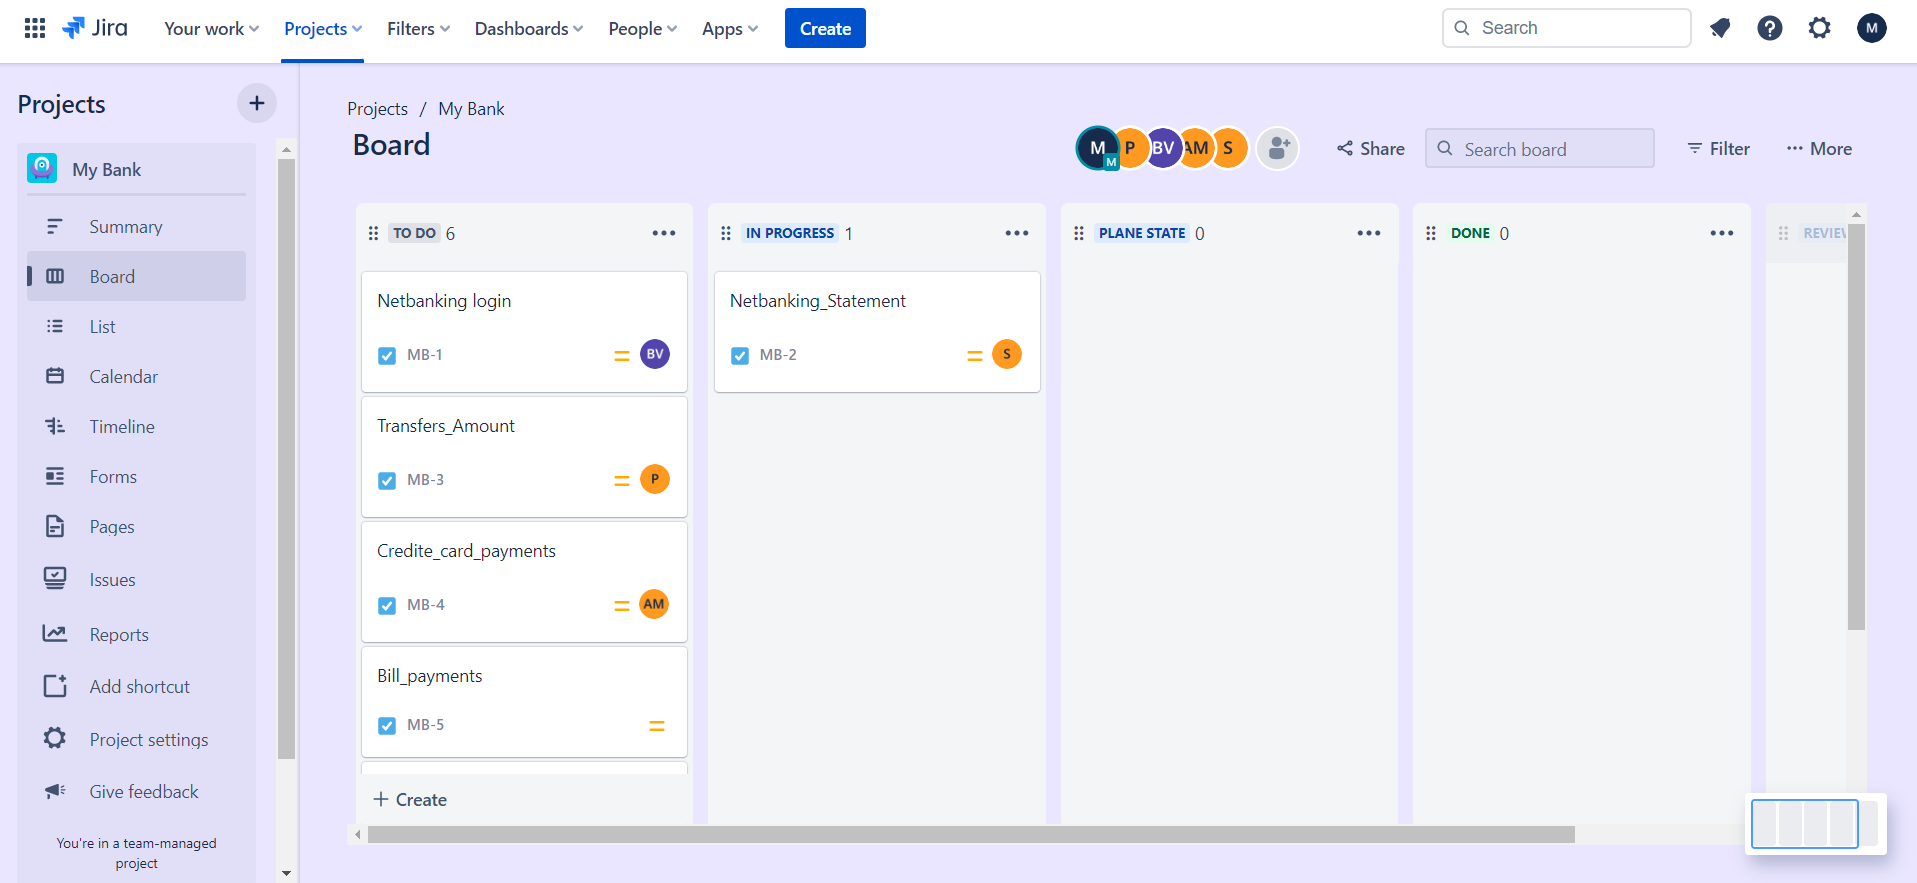 Jira Your work Projects Filters Dashboards People Apps Create Search M
Projects
My Bank
Summary
Board
List
Calendar
Timeline
Forms
Pages
Issues
Reports
Add shortcut
Project settings
Give feedback
You're in a team-managed
project
Projects / My Bank
Board
M M P BV AM S Share Search board Filter More
TO DO 6
Netbanking login
MB-1 BV
Transfers_Amount
MB-3 P
Credite_card_payments
MB-4 AM
Bill_payments
MB-5
Create
IN PROGRESS 1
Netbanking_Statement
MB-2 S
PLANE STATE 0
DONE 0